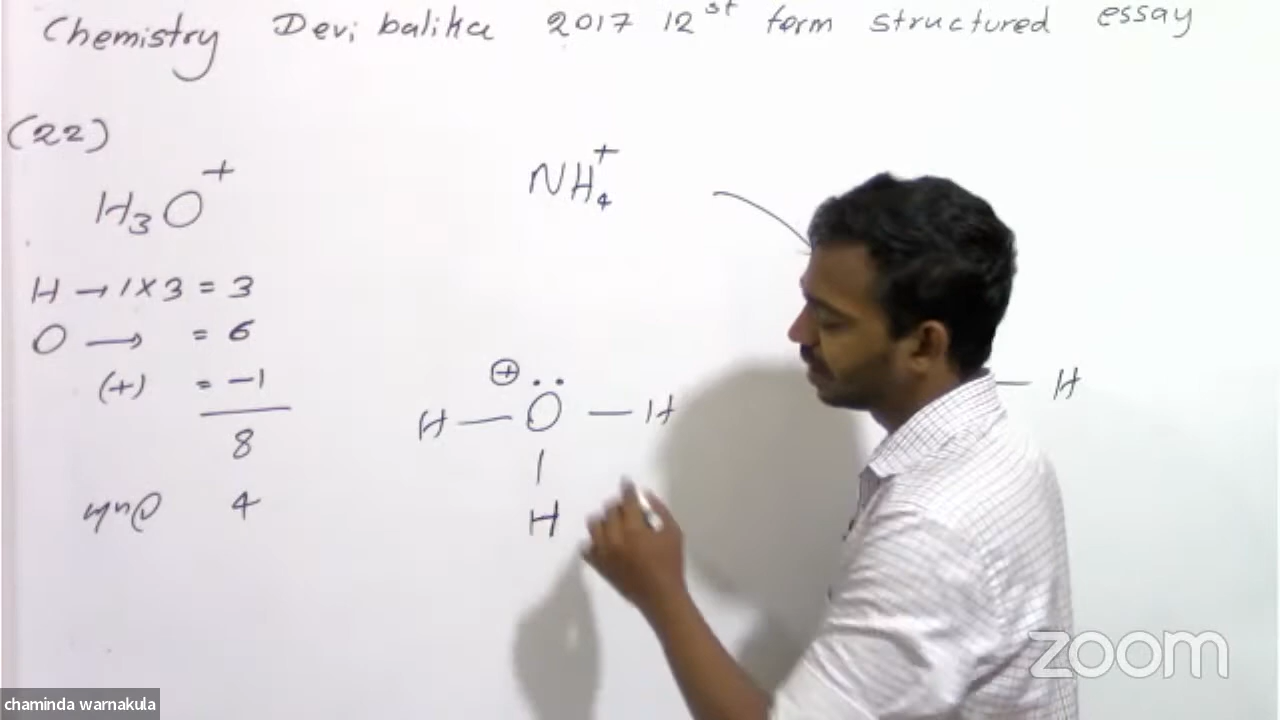 Chemistry Devi balika 2017 12st term structured essay
(22)
H₃O⁺
NH₄⁺
H → 1 × 3 = 3
O → = 6
(+) = -1
8
4
⊕ ..
H — O — H
|
H
— H
zoom
chaminda warnakula